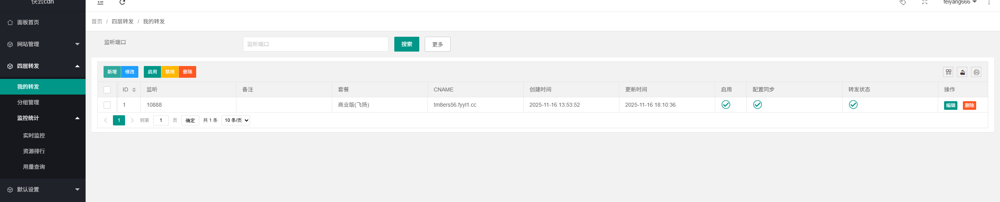 快云cdn
feiyang666
面板首页
首页 / 四层转发 / 我的转发
网站管理
监听端口 监听端口 搜索 更多
四层转发
新增 修改 启用 禁用 删除
我的转发
ID 监听 备注 套餐 CNAME 创建时间 更新时间 启用 配置同步 转发状态 操作
分组管理
1 10888 商业版(飞扬) tm8ers56.fyyl1.cc 2025-11-16 13:53:52 2025-11-16 18:10:36 编辑 删除
监控统计
1 到第 1 页 确定 共 1 条 10 条/页
实时监控
资源排行
用量查询
默认设置